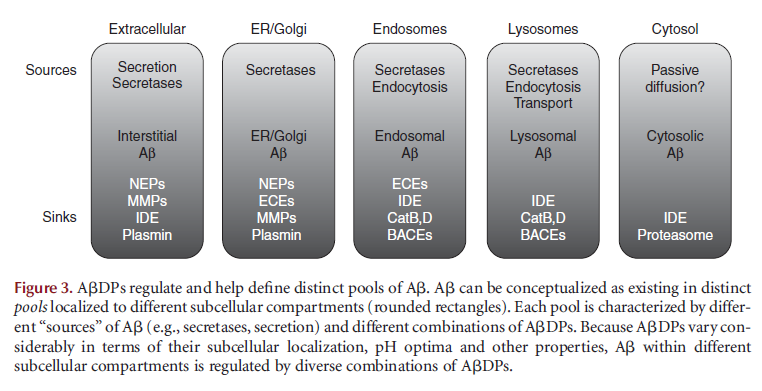 Extracellular ER/Golgi Endosomes Lysosomes Cytosol
Sources
Secretion
Secretases
Secretases
Secretases
Endocytosis
Secretases
Endocytosis
Transport
Passive
diffusion?
Interstitial
Aβ
ER/Golgi
Aβ
Endosomal
Aβ
Lysosomal
Aβ
Cytosolic
Aβ
Sinks
NEPs
MMPs
IDE
Plasmin
NEPs
ECEs
MMPs
Plasmin
ECEs
IDE
CatB,D
BACEs
IDE
CatB,D
BACEs
IDE
Proteasome
Figure 3. AβDPs regulate and help define distinct pools of Aβ. Aβ can be conceptualized as existing in distinct
pools localized to different subcellular compartments (rounded rectangles). Each pool is characterized by differ-
ent “sources” of Aβ (e.g., secretases, secretion) and different combinations of AβDPs. Because AβDPs vary con-
siderably in terms of their subcellular localization, pH optima and other properties, Aβ within different
subcellular compartments is regulated by diverse combinations of AβDPs.